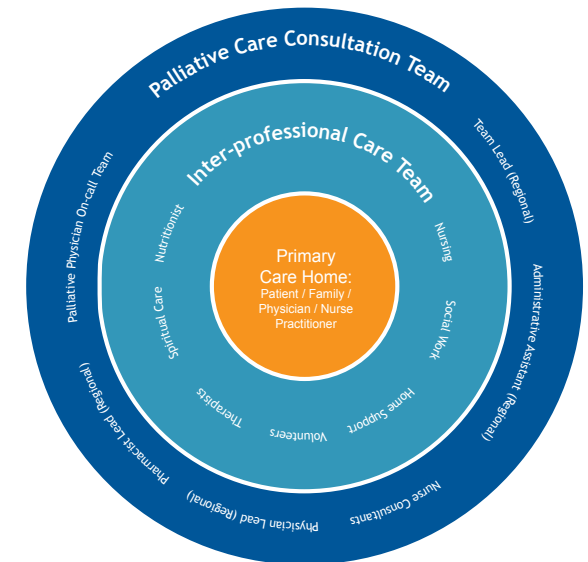 Palliative Care Consultation Team
Team Lead (Regional)
Administrative Assistant (Regional)
Nurse Consultants
Physician Lead (Regional)
Pharmacist Lead (Regional)
Palliative Physician On-call Team
Inter-professional Care Team
Nursing
Social Work
Home Support
Volunteers
Therapists
Spiritual Care
Nutritionist
Primary
Care Home:
Patient / Family /
Physician / Nurse
Practitioner